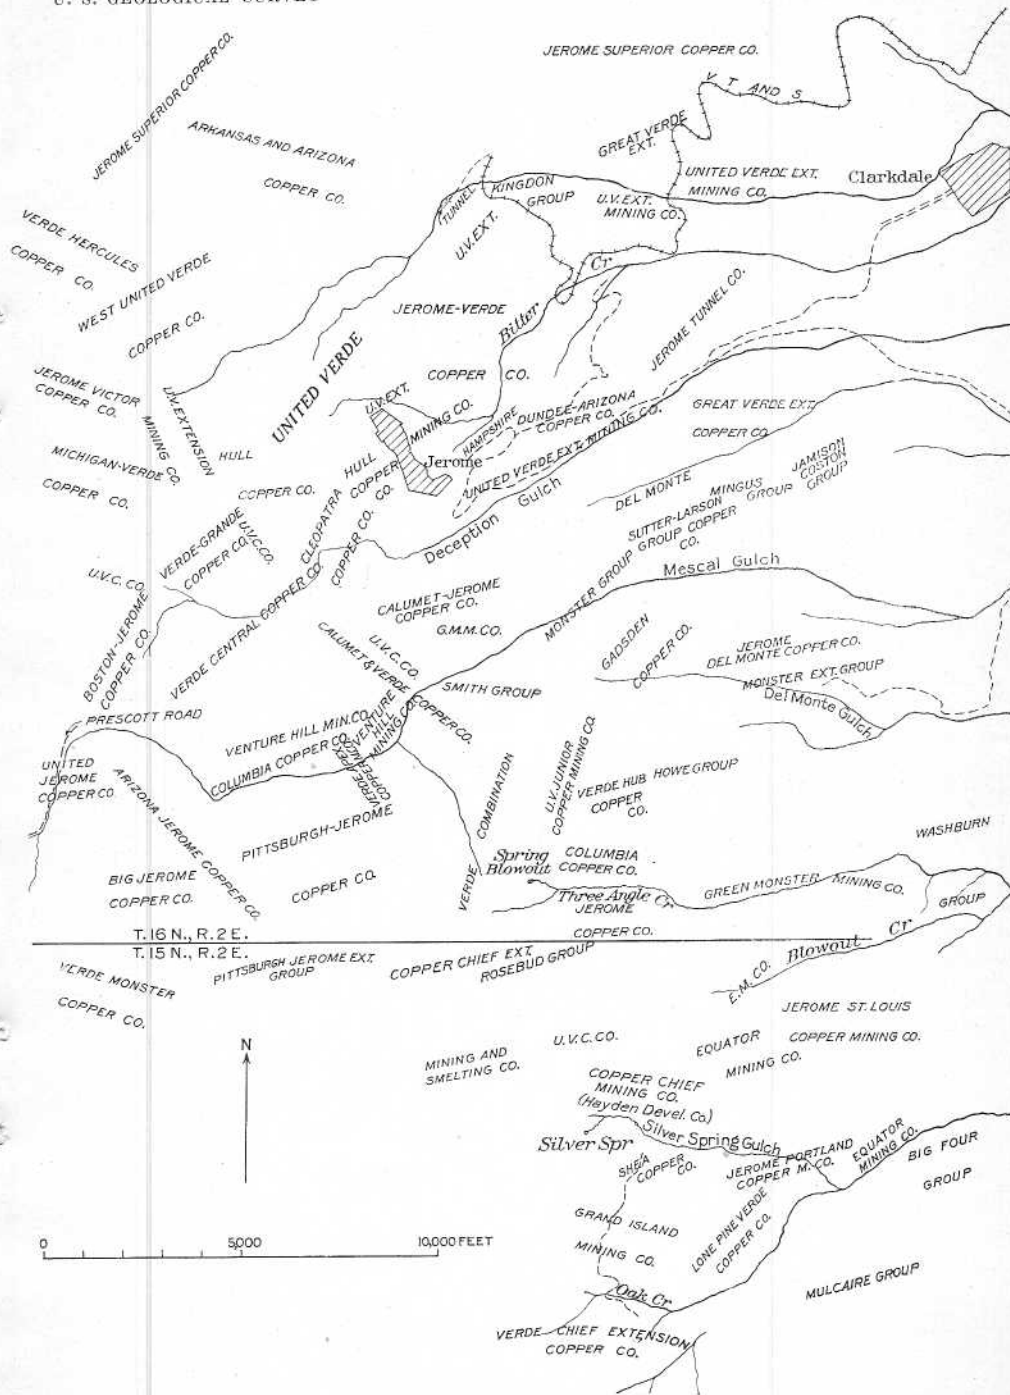 U. S. GEOLOGICAL SURVEY
JEROME SUPERIOR COPPER CO.
JEROME SUPERIOR COPPER CO.
V T AND S
ARKANSAS AND ARIZONA
COPPER CO.
GREAT VERDE
EXT.
UNITED VERDE EXT.
MINING CO.
Clarkdale
TUNNEL
KINGDON
GROUP
U.V.EXT.
MINING CO.
U.V.EXT.
VERDE HERCULES
COPPER CO.
WEST UNITED VERDE
COPPER CO.
Bitter
Cr
JEROME-VERDE
COPPER CO.
JEROME TUNNEL CO.
UNITED VERDE
JEROME VICTOR
COPPER CO.
U.V.EXTENSION
MINING CO.
U.V.EXT.
MINING CO.
HAMPSHIRE
DUNDEE-ARIZONA
COPPER CO.
GREAT VERDE EXT.
COPPER CO.
MICHIGAN-VERDE
COPPER CO.
HULL
COPPER CO.
HULL
COPPER
CO.
Jerome
UNITED VERDE EXT. MINING CO.
JAMISON
COSTON
GROUP
DEL MONTE
MINGUS
GROUP
SUTTER-LARSON
GROUP COPPER
CO.
Deception Gulch
CLEOPATRA
COPPER CO.
VERDE-GRANDE
COPPER CO.
U.V.C.CO.
U.V.C. CO.
MONSTER GROUP
Mescal Gulch
BOSTON-JEROME
COPPER CO.
VERDE CENTRAL COPPER CO.
CALUMET-JEROME
COPPER CO.
G.M.M.CO.
CALUMET & VERDE COPPER CO.
U.V.C.CO.
GADSDEN
COPPER CO.
JEROME
DEL MONTE COPPER CO.
MONSTER EXT. GROUP
Del Monte Gulch
SMITH GROUP
PRESCOTT ROAD
VENTURE HILL MIN.CO.
VENTURE
HILL
MINING CO.
COLUMBIA COPPER CO.
VERDE APEX
COPPER CO.
UNITED
JEROME
COPPER CO
ARIZONA JEROME COPPER CO.
PITTSBURGH-JEROME
COPPER CO.
VERDE COMBINATION
U.V.JUNIOR
COPPER MINING CO.
VERDE HUB
COPPER
CO.
HOWE GROUP
WASHBURN
GROUP
BIG JEROME
COPPER CO.
Spring
Blowout
COLUMBIA
COPPER CO.
Three Angle Cr
JEROME
COPPER CO.
GREEN MONSTER MINING CO.
T.16 N., R.2 E.
T.15 N., R.2 E.
Blowout Cr
VERDE MONSTER
COPPER CO.
PITTSBURGH JEROME EXT.
GROUP
COPPER CHIEF EXT.
ROSEBUD GROUP
E.M.CO.
JEROME ST. LOUIS
COPPER MINING CO.
N
MINING AND
SMELTING CO.
U.V.C.CO.
EQUATOR
MINING CO.
COPPER CHIEF
MINING CO.
(Hayden Devel. Co.)
Silver Spr
Silver Spring Gulch
SHEA
COPPER
CO.
JEROME PORTLAND
COPPER M. CO.
EQUATOR
MINING CO.
BIG FOUR
GROUP
GRAND ISLAND
MINING CO.
LONE PINE VERDE
COPPER CO.
0 5,000 10,000 FEET
Oak Cr
MULCAIRE GROUP
VERDE CHIEF EXTENSION
COPPER CO.